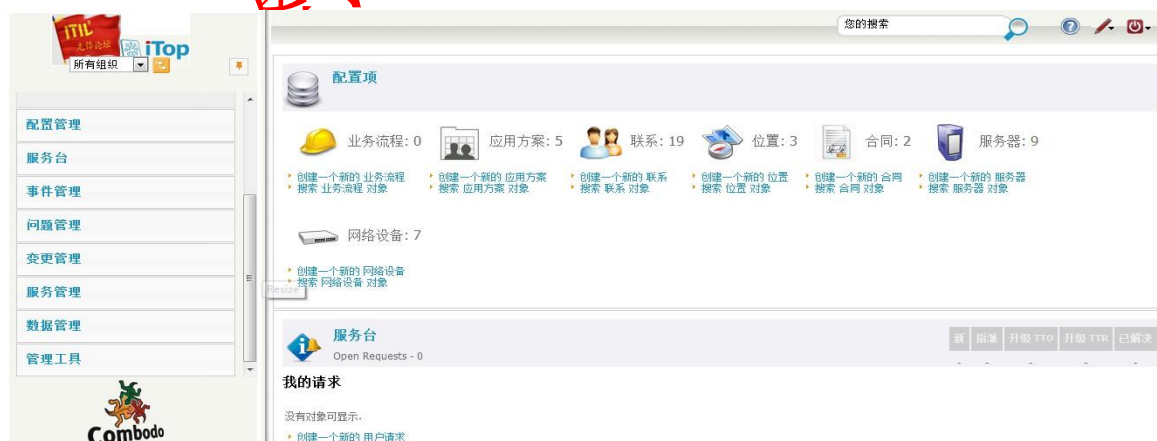 ITIL
先锋论坛
iTop
您的搜索
所有组织
配置管理
服务台
事件管理
问题管理
变更管理
服务管理
数据管理
管理工具
Combodo
配置项
业务流程: 0
应用方案: 5
联系: 19
位置: 3
合同: 2
服务器: 9
创建一个新的 业务流程
搜索 业务流程 对象
创建一个新的 应用方案
搜索 应用方案 对象
创建一个新的 联系
搜索 联系 对象
创建一个新的 位置
搜索 位置 对象
创建一个新的 合同
搜索 合同 对象
创建一个新的 服务器
搜索 服务器 对象
网络设备: 7
创建一个新的 网络设备
搜索 网络设备 对象
Resize
服务台
Open Requests - 0
新 指派 升级 TTO 升级 TTR 已解决
- - - - -
我的请求
没有对象可显示.
创建一个新的 用户请求